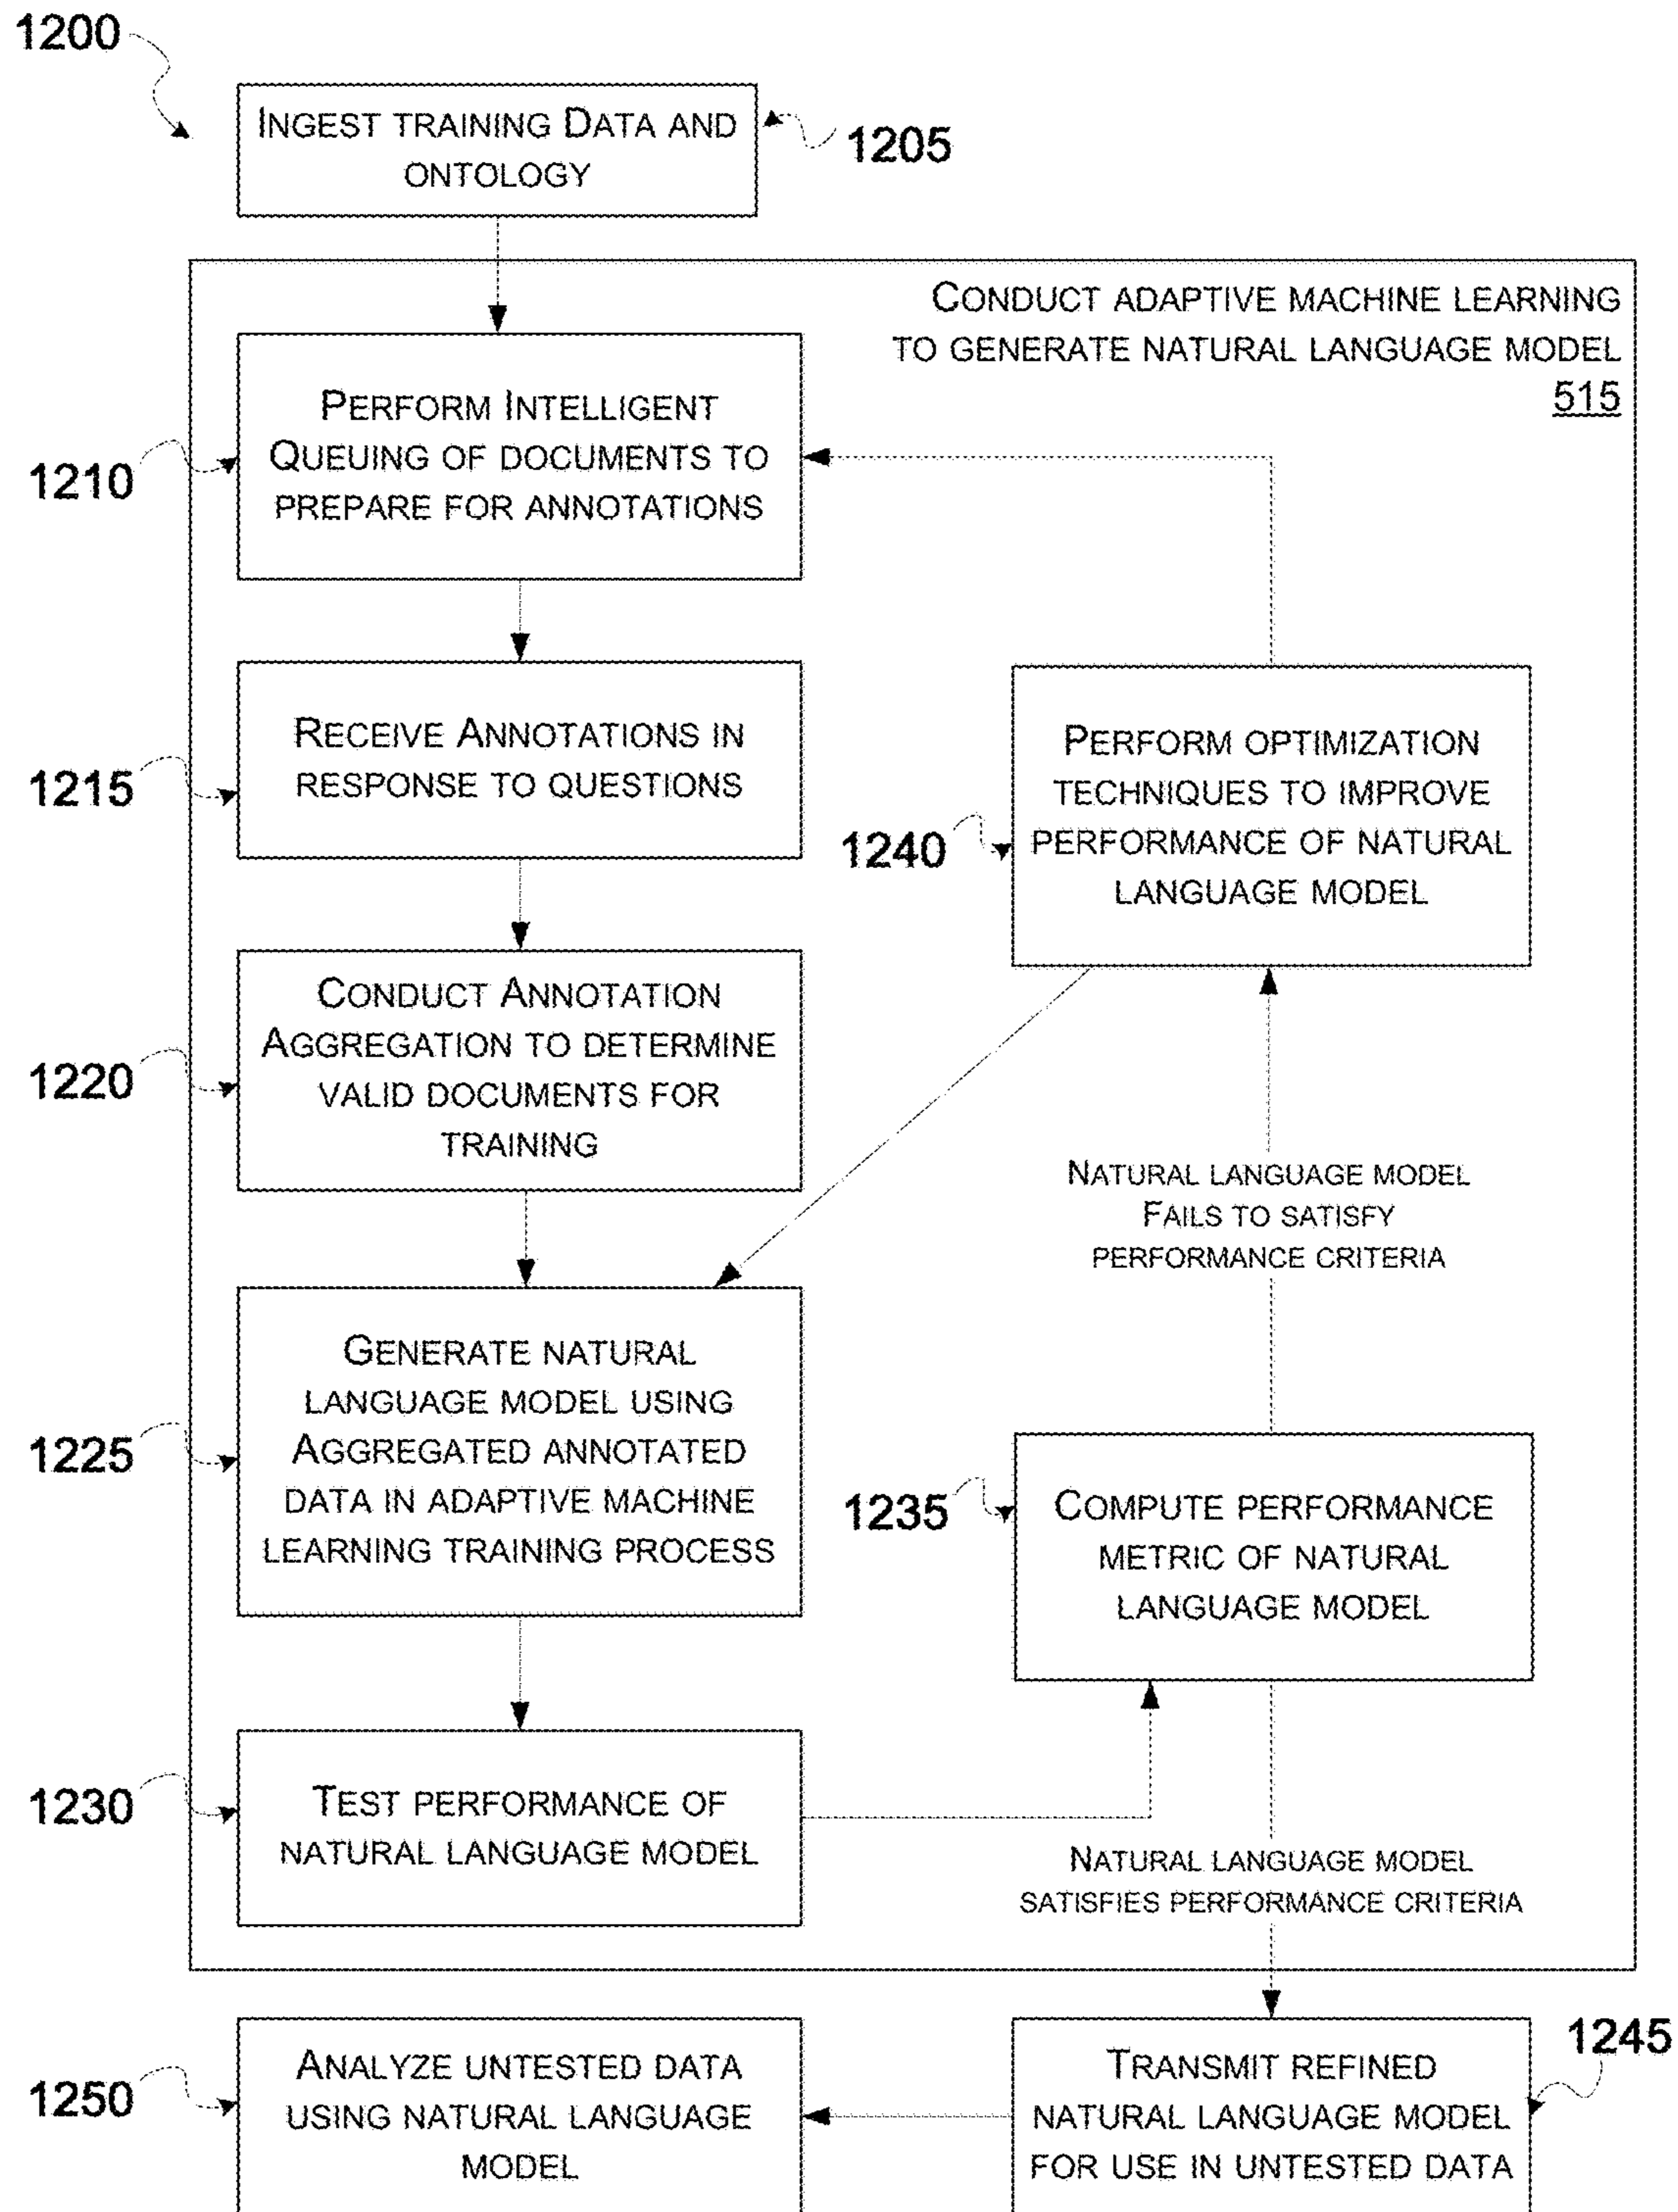 1200
INGEST TRAINING DATA AND
ONTOLOGY
1205
CONDUCT ADAPTIVE MACHINE LEARNING
TO GENERATE NATURAL LANGUAGE MODEL
515
PERFORM INTELLIGENT
QUEUING OF DOCUMENTS TO
PREPARE FOR ANNOTATIONS
1210
RECEIVE ANNOTATIONS IN
RESPONSE TO QUESTIONS
1215
PERFORM OPTIMIZATION
TECHNIQUES TO IMPROVE
PERFORMANCE OF NATURAL
LANGUAGE MODEL
1240
CONDUCT ANNOTATION
AGGREGATION TO DETERMINE
VALID DOCUMENTS FOR
TRAINING
1220
NATURAL LANGUAGE MODEL
FAILS TO SATISFY
PERFORMANCE CRITERIA
GENERATE NATURAL
LANGUAGE MODEL USING
AGGREGATED ANNOTATED
DATA IN ADAPTIVE MACHINE
LEARNING TRAINING PROCESS
1225
1235
COMPUTE PERFORMANCE
METRIC OF NATURAL
LANGUAGE MODEL
TEST PERFORMANCE OF
NATURAL LANGUAGE MODEL
1230
NATURAL LANGUAGE MODEL
SATISFIES PERFORMANCE CRITERIA
1245
TRANSMIT REFINED
NATURAL LANGUAGE MODEL
FOR USE IN UNTESTED DATA
1250
ANALYZE UNTESTED DATA
USING NATURAL LANGUAGE
MODEL